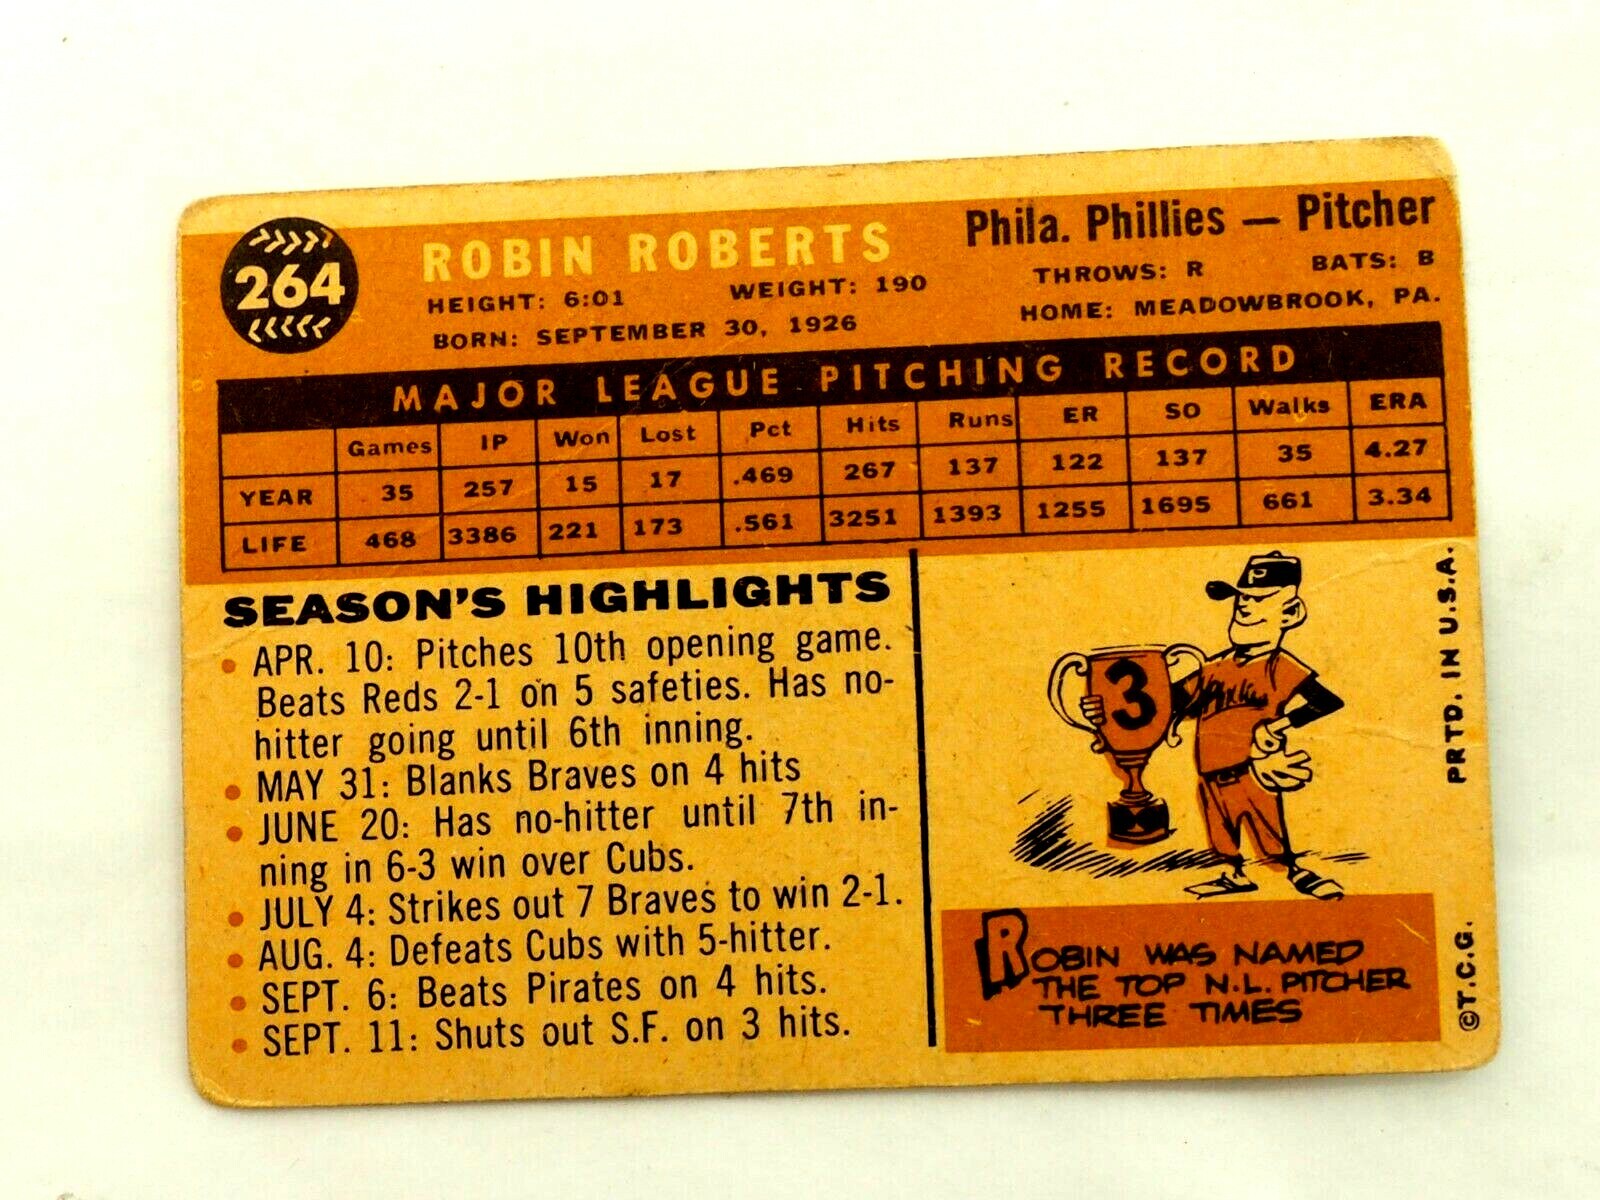 264
ROBIN ROBERTS
Phila. Phillies — Pitcher
HEIGHT: 6:01 WEIGHT: 190 THROWS: R BATS: B
BORN: SEPTEMBER 30, 1926 HOME: MEADOWBROOK, PA.
MAJOR LEAGUE PITCHING RECORD
Games IP Won Lost Pct Hits Runs ER SO Walks ERA
YEAR 35 257 15 17 .469 267 137 122 137 35 4.27
LIFE 468 3386 221 173 .561 3251 1393 1255 1695 661 3.34
SEASON'S HIGHLIGHTS
• APR. 10: Pitches 10th opening game.
Beats Reds 2-1 on 5 safeties. Has no-
hitter going until 6th inning.
• MAY 31: Blanks Braves on 4 hits
• JUNE 20: Has no-hitter until 7th in-
ning in 6-3 win over Cubs.
• JULY 4: Strikes out 7 Braves to win 2-1.
• AUG. 4: Defeats Cubs with 5-hitter.
• SEPT. 6: Beats Pirates on 4 hits.
• SEPT. 11: Shuts out S.F. on 3 hits.
P
3
Phillies
ROBIN WAS NAMED
THE TOP N.L. PITCHER
THREE TIMES
©T.C.G. PRTD. IN U.S.A.